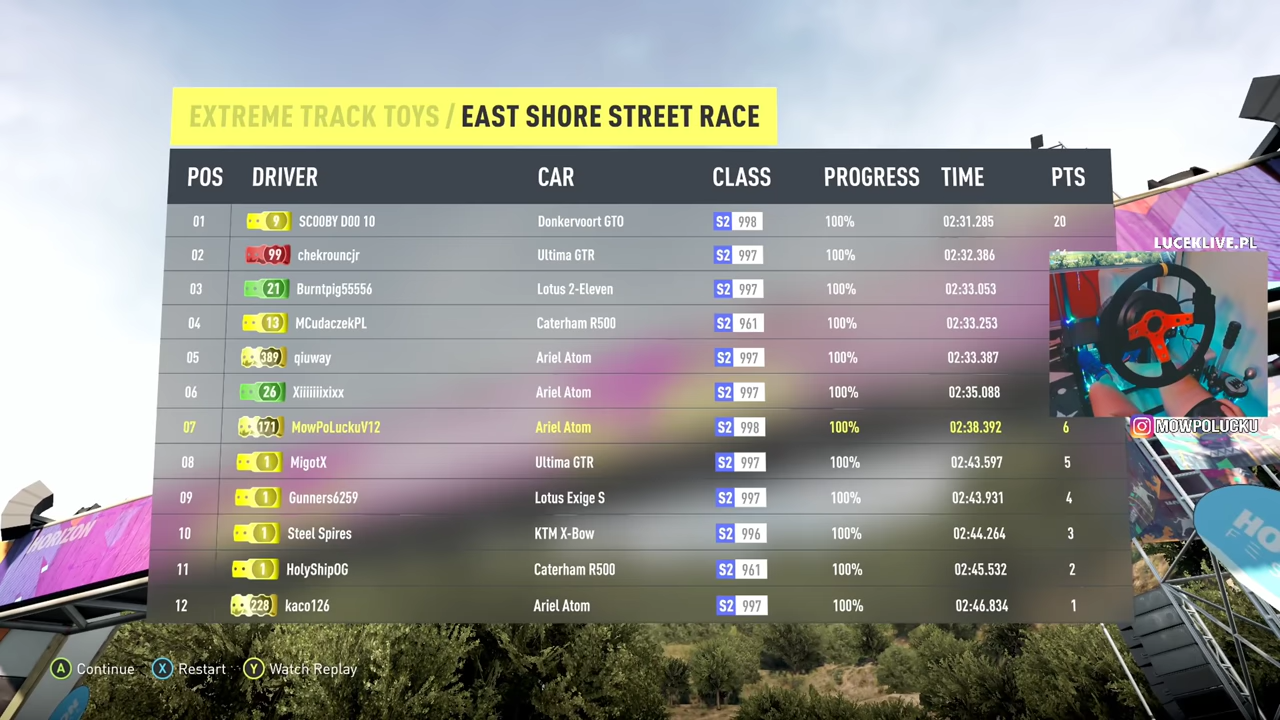 EXTREME TRACK TOYS / EAST SHORE STREET RACE
POS DRIVER CAR CLASS PROGRESS TIME PTS
01 9 SC00BY D00 10 Donkervoort GTO S2 998 100% 02:31.285 20
02 99 chekrouncjr Ultima GTR S2 997 100% 02:32.386
03 21 Burntpig55556 Lotus 2-Eleven S2 997 100% 02:33.053
04 13 MCudaczekPL Caterham R500 S2 961 100% 02:33.253
05 389 qiuway Ariel Atom S2 997 100% 02:33.387
06 26 Xiiiiiiixixx Ariel Atom S2 997 100% 02:35.088
07 171 MowPoLuckuV12 Ariel Atom S2 998 100% 02:38.392 6
08 1 MigotX Ultima GTR S2 997 100% 02:43.597 5
09 1 Gunners6259 Lotus Exige S S2 997 100% 02:43.931 4
10 1 Steel Spires KTM X-Bow S2 996 100% 02:44.264 3
11 1 HolyShipOG Caterham R500 S2 961 100% 02:45.532 2
12 228 kaco126 Ariel Atom S2 997 100% 02:46.834 1
LUCEKLIVE.PL
MOWPOLUCKU
HORIZON
A Continue X Restart Y Watch Replay